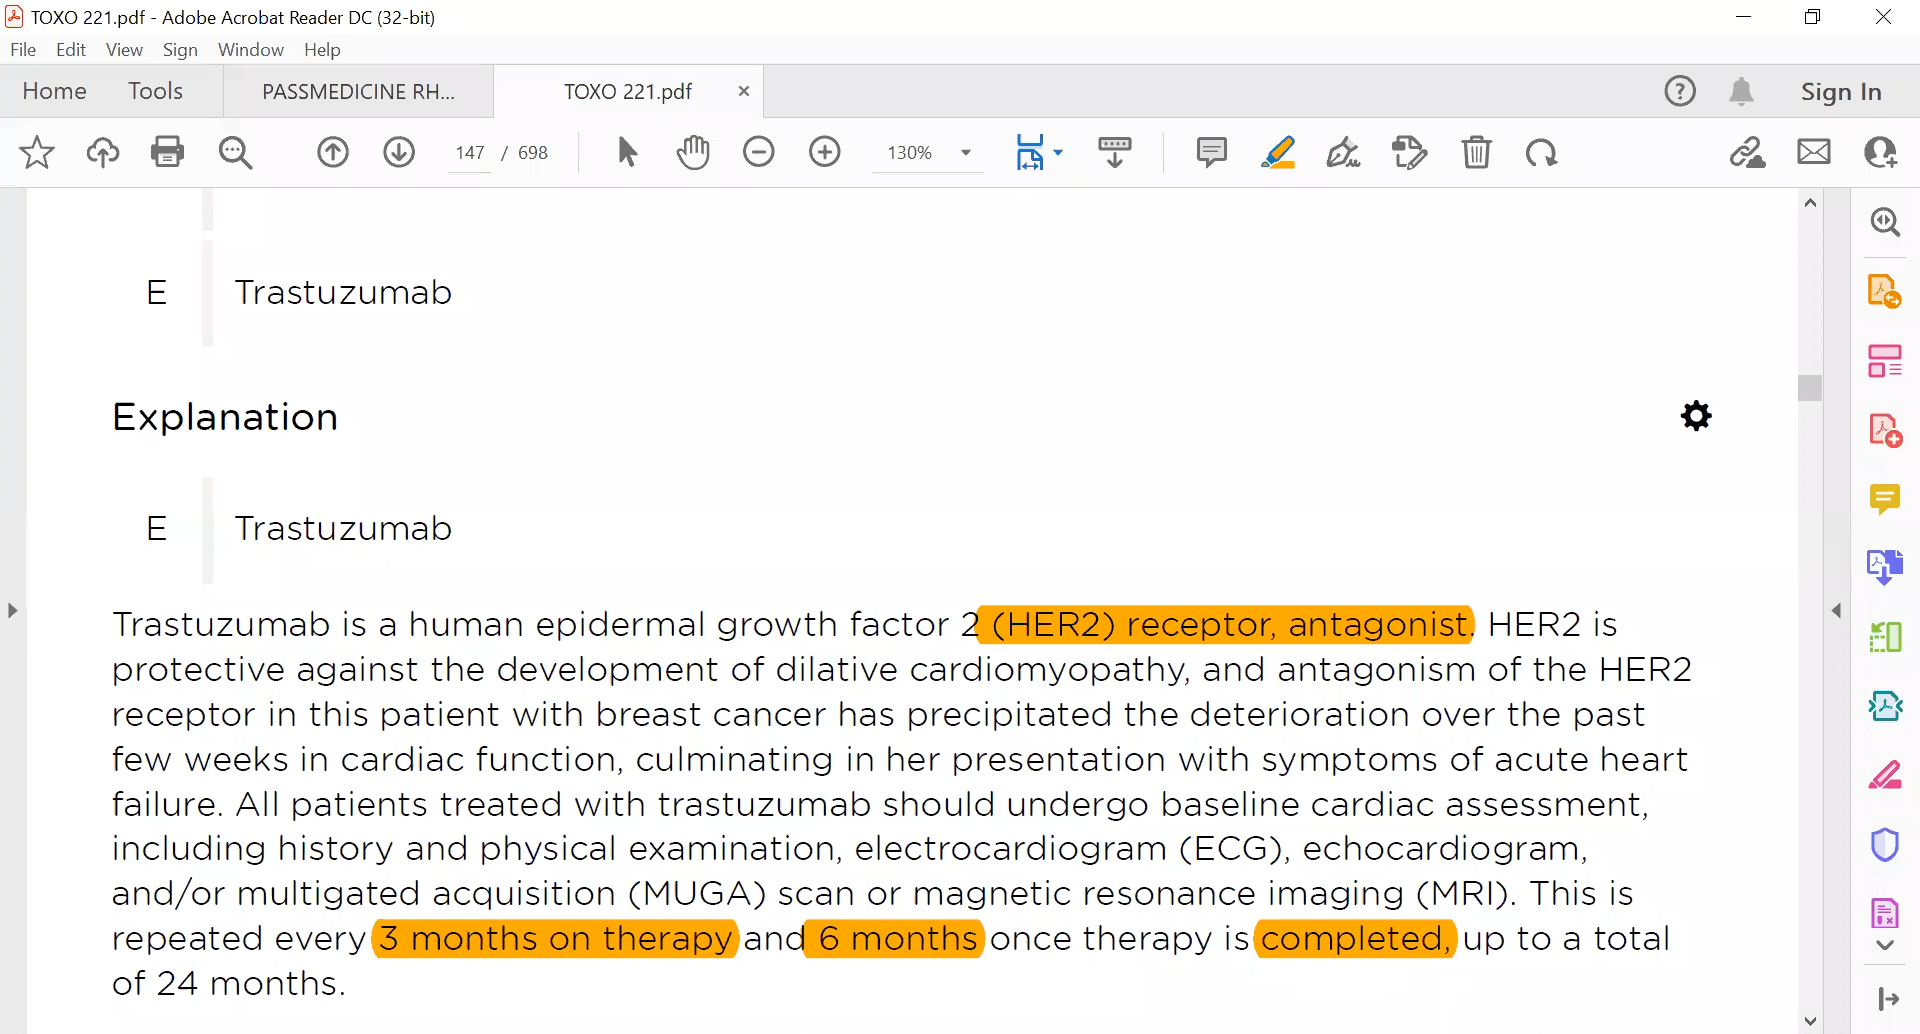 TOXO 221.pdf - Adobe Acrobat Reader DC (32-bit)
File Edit View Sign Window Help
Home Tools PASSMEDICINE RH... TOXO 221.pdf × Sign In
147 / 698 130%
E Trastuzumab
Explanation
E Trastuzumab
Trastuzumab is a human epidermal growth factor 2 (HER2) receptor, antagonist. HER2 is
protective against the development of dilative cardiomyopathy, and antagonism of the HER2
receptor in this patient with breast cancer has precipitated the deterioration over the past
few weeks in cardiac function, culminating in her presentation with symptoms of acute heart
failure. All patients treated with trastuzumab should undergo baseline cardiac assessment,
including history and physical examination, electrocardiogram (ECG), echocardiogram,
and/or multigated acquisition (MUGA) scan or magnetic resonance imaging (MRI). This is
repeated every 3 months on therapy and 6 months once therapy is completed, up to a total
of 24 months.